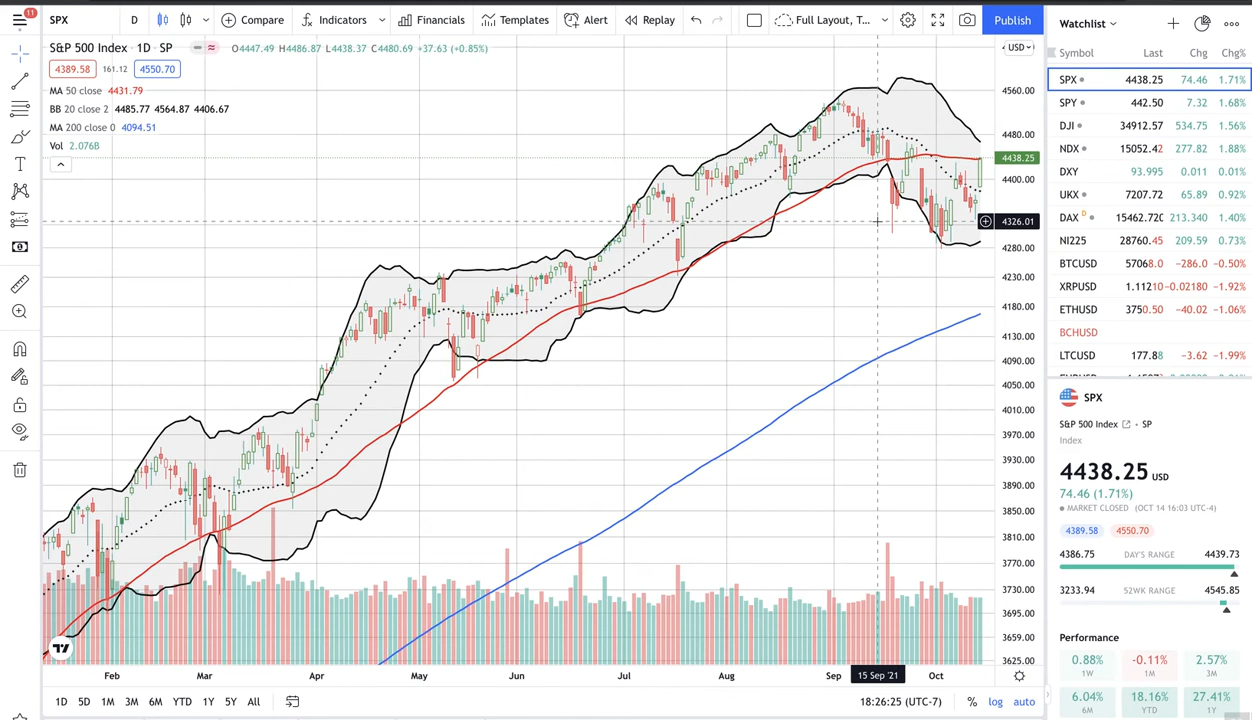 11
SPX
D
Compare
Indicators
Financials
Templates
Alert
Replay
Full Layout, T...
Publish
S&P 500 Index · 1D · SP
O4447.49 H4486.87 L4438.37 C4480.69 +37.63 (+0.85%)
4389.58 161.12 4550.70
MA 50 close 4431.79
BB 20 close 2 4485.77 4564.87 4406.67
MA 200 close 0 4094.51
Vol 2.076B
USD
4560.00
4480.00
4438.25
4400.00
4326.01
4280.00
4230.00
4180.00
4130.00
4090.00
4050.00
4010.00
3970.00
3930.00
3890.00
3850.00
3810.00
3770.00
3730.00
3695.00
3659.00
3625.00
Feb Mar Apr May Jun Jul Aug Sep 15 Sep '21 Oct
1D 5D 1M 3M 6M YTD 1Y 5Y All
18:26:25 (UTC-7) % log auto
Watchlist
Symbol Last Chg Chg%
SPX 4438.25 74.46 1.71%
SPY 442.50 7.32 1.68%
DJI 34912.57 534.75 1.56%
NDX 15052.42 277.82 1.88%
DXY 93.995 0.011 0.01%
UKX 7207.72 65.89 0.92%
DAX D 15462.720 213.340 1.40%
NI225 28760.45 209.59 0.73%
BTCUSD 57068.0 -286.0 -0.50%
XRPUSD 1.11210 -0.02180 -1.92%
ETHUSD 3750.50 -40.02 -1.06%
BCHUSD
LTCUSD 177.88 -3.62 -1.99%
SPX
S&P 500 Index · SP
Index
4438.25 USD
74.46 (1.71%)
MARKET CLOSED (OCT 14 16:03 UTC-4)
4389.58 4550.70
4386.75 DAY'S RANGE 4439.73
3233.94 52WK RANGE 4545.85
Performance
0.88% -0.11% 2.57%
1W 1M 3M
6.04% 18.16% 27.41%
6M YTD 1Y